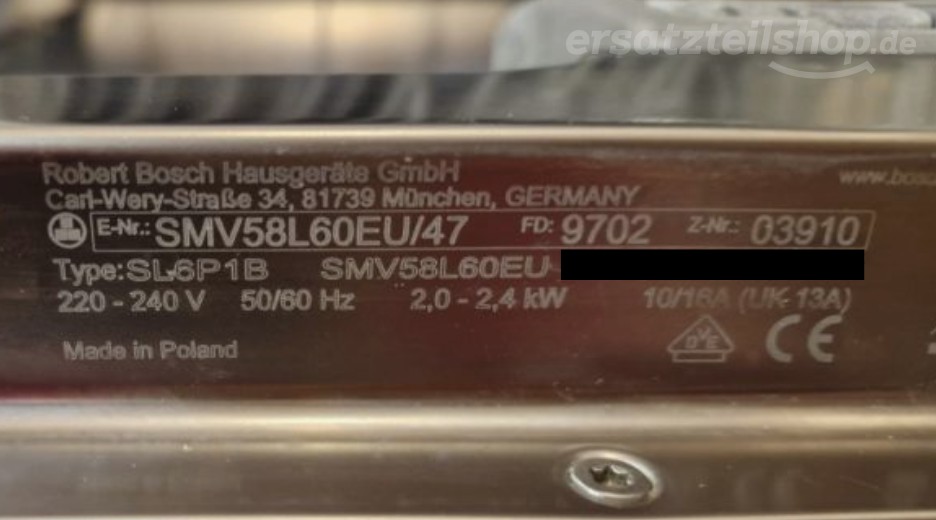 ersatzteilshop.de
Robert Bosch Hausgeräte GmbH
Carl-Wery-Straße 34, 81739 München, GERMANY
www.bosc
E-Nr.: SMV58L60EU/47 FD: 9702 Z-Nr.: 03910
Type: SL6P1B SMV58L60EU
220 - 240 V 50/60 Hz 2,0 - 2,4 kW 10/16A (UK 13A)
VDE CE
Made in Poland